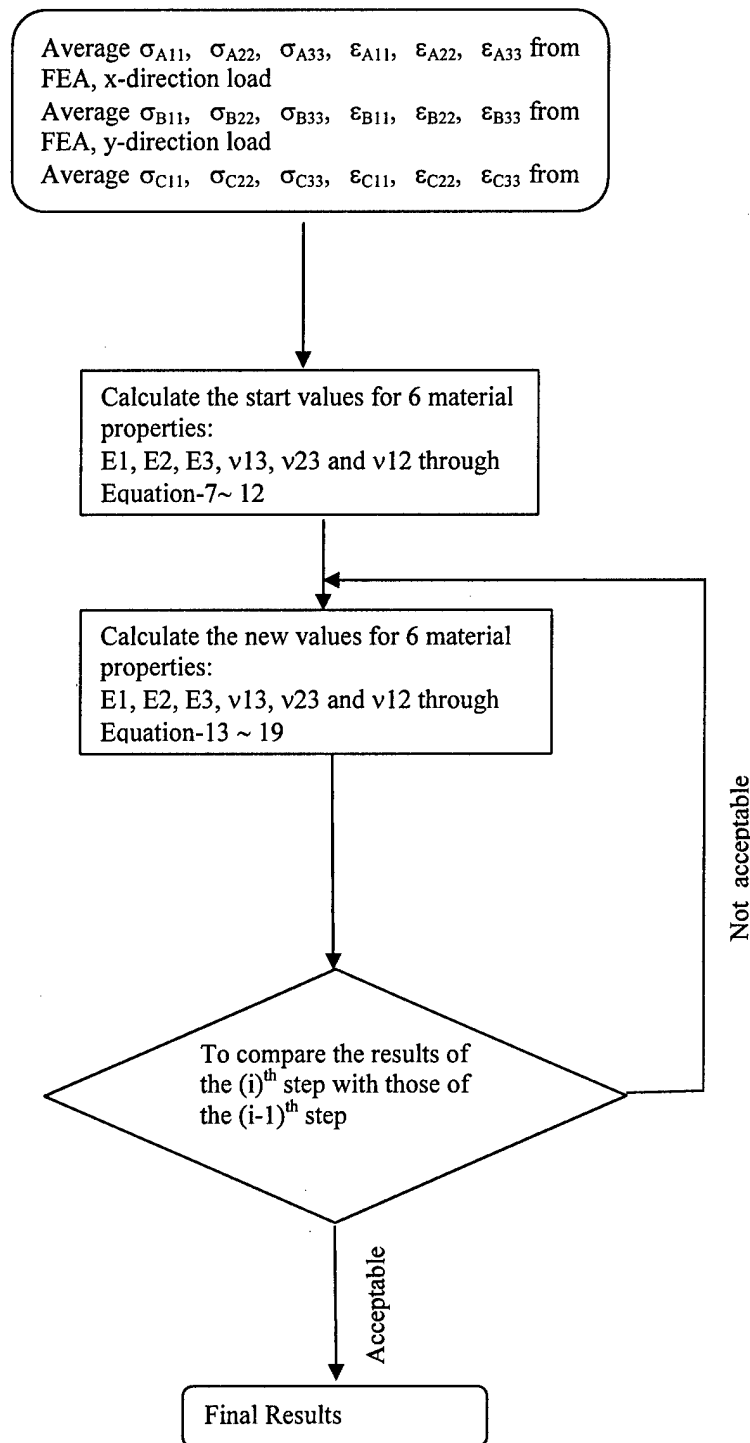 Average σA11, σA22, σA33, εA11, εA22, εA33 from
FEA, x-direction load
Average σB11, σB22, σB33, εB11, εB22, εB33 from
FEA, y-direction load
Average σC11, σC22, σC33, εC11, εC22, εC33 from
Calculate the start values for 6 material
properties:
E1, E2, E3, ν13, ν23 and ν12 through
Equation-7~ 12
Calculate the new values for 6 material
properties:
E1, E2, E3, ν13, ν23 and ν12 through
Equation-13 ~ 19
Not acceptable
To compare the results of
the (i)th step with those of
the (i-1)th step
Acceptable
Final Results